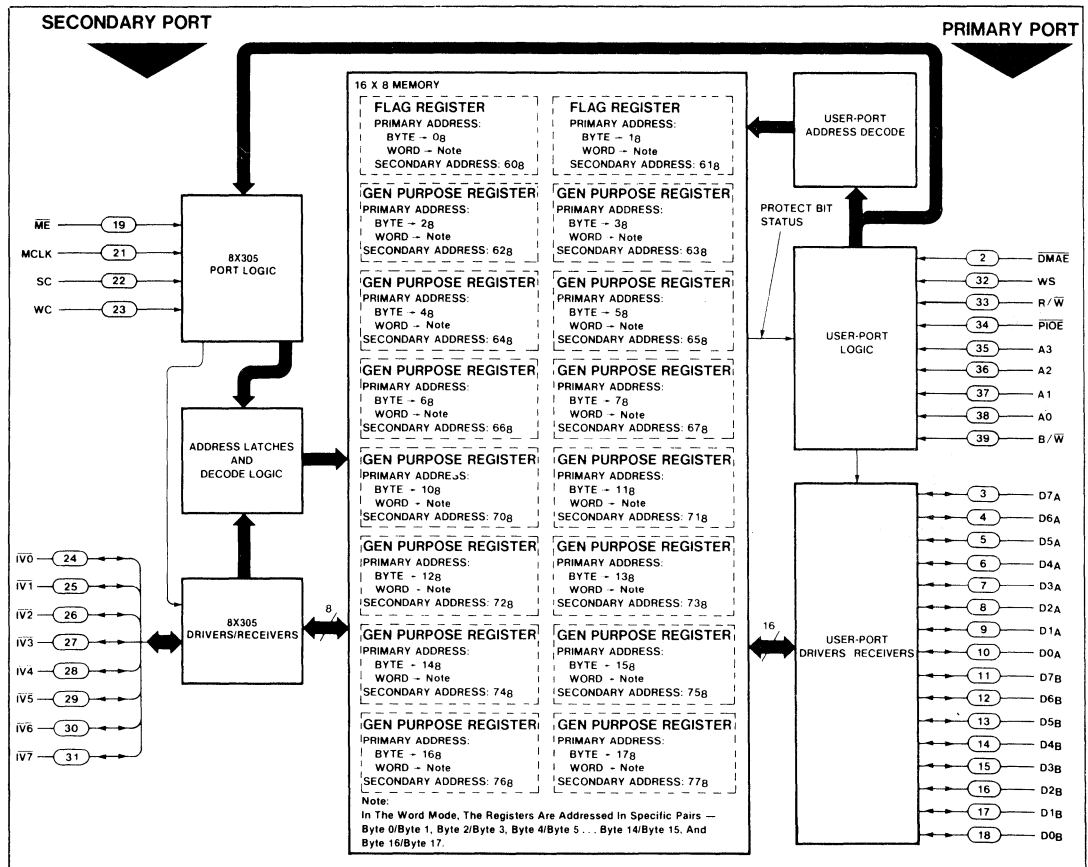 SECONDARY PORT
PRIMARY PORT
16 X 8 MEMORY
FLAG REGISTER
PRIMARY ADDRESS:
BYTE → 08
WORD → Note
SECONDARY ADDRESS: 608
FLAG REGISTER
PRIMARY ADDRESS:
BYTE → 18
WORD → Note
SECONDARY ADDRESS: 618
GEN PURPOSE REGISTER
PRIMARY ADDRESS:
BYTE → 28
WORD → Note
SECONDARY ADDRESS: 628
GEN PURPOSE REGISTER
PRIMARY ADDRESS:
BYTE → 38
WORD → Note
SECONDARY ADDRESS: 638
GEN PURPOSE REGISTER
PRIMARY ADDRESS:
BYTE → 48
WORD → Note
SECONDARY ADDRESS: 648
GEN PURPOSE REGISTER
PRIMARY ADDRESS:
BYTE → 58
WORD → Note
SECONDARY ADDRESS: 658
GEN PURPOSE REGISTER
PRIMARY ADDRESS:
BYTE → 68
WORD → Note
SECONDARY ADDRESS: 668
GEN PURPOSE REGISTER
PRIMARY ADDRESS:
BYTE → 78
WORD → Note
SECONDARY ADDRESS: 678
GEN PURPOSE REGISTER
PRIMARY ADDRESS:
BYTE → 108
WORD → Note
SECONDARY ADDRESS: 708
GEN PURPOSE REGISTER
PRIMARY ADDRESS:
BYTE → 118
WORD → Note
SECONDARY ADDRESS: 718
GEN PURPOSE REGISTER
PRIMARY ADDRESS:
BYTE → 128
WORD → Note
SECONDARY ADDRESS: 728
GEN PURPOSE REGISTER
PRIMARY ADDRESS:
BYTE → 138
WORD → Note
SECONDARY ADDRESS: 738
GEN PURPOSE REGISTER
PRIMARY ADDRESS:
BYTE → 148
WORD → Note
SECONDARY ADDRESS: 748
GEN PURPOSE REGISTER
PRIMARY ADDRESS:
BYTE → 158
WORD → Note
SECONDARY ADDRESS: 758
GEN PURPOSE REGISTER
PRIMARY ADDRESS:
BYTE → 168
WORD → Note
SECONDARY ADDRESS: 768
GEN PURPOSE REGISTER
PRIMARY ADDRESS:
BYTE → 178
WORD → Note
SECONDARY ADDRESS: 778
Note:
In The Word Mode, The Registers Are Addressed In Specific Pairs —
Byte 0/Byte 1, Byte 2/Byte 3, Byte 4/Byte 5 . . . Byte 14/Byte 15, And
Byte 16/Byte 17.
M̅E̅ 19
MCLK 21
SC 22
WC 23
8X305
PORT LOGIC
ADDRESS LATCHES
AND
DECODE LOGIC
8X305
DRIVERS/RECEIVERS
8
I̅V̅0̅ 24
I̅V̅1̅ 25
I̅V̅2̅ 26
I̅V̅3̅ 27
I̅V̅4̅ 28
I̅V̅5̅ 29
I̅V̅6̅ 30
I̅V̅7̅ 31
USER-PORT
ADDRESS DECODE
PROTECT BIT
STATUS
USER-PORT
LOGIC
2 D̅M̅A̅E̅
32 WS
33 R/W̅
34 P̅I̅O̅E̅
35 A3
36 A2
37 A1
38 A0
39 B/W̅
16
USER-PORT
DRIVERS RECEIVERS
3 D7A
4 D6A
5 D5A
6 D4A
7 D3A
8 D2A
9 D1A
10 D0A
11 D7B
12 D6B
13 D5B
14 D4B
15 D3B
16 D2B
17 D1B
18 D0B